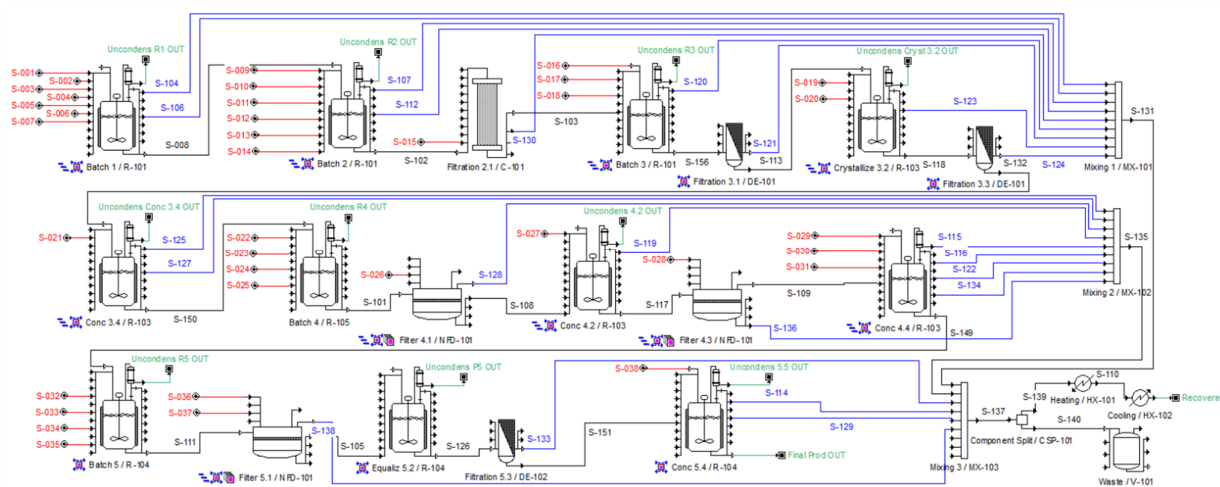 Uncondens R1 OUT
Uncondens R2 OUT
Uncondens R3 OUT
Uncondens Cryst 3.2 OUT
S-001
S-002
S-003
S-004
S-005
S-006
S-007
S-104
S-106
S-008
Batch 1 / R-101
S-009
S-010
S-011
S-012
S-013
S-014
S-107
S-112
S-102
Batch 2 / R-101
S-015
S-130
S-103
Filtration 2.1 / C-101
S-016
S-017
S-018
S-120
S-156
Batch 3 / R-101
S-121
S-113
Filtration 3.1 / DE-101
S-019
S-020
S-123
S-118
Crystallize 3.2 / R-103
S-132
S-124
Filtration 3.3 / DE-101
S-131
Mixing 1 / MX-101
Uncondens Conc 3.4 OUT
Uncondens R4 OUT
Uncondens 4.2 OUT
S-021
S-125
S-127
S-150
Conc 3.4 / R-103
S-022
S-023
S-024
S-025
S-101
Batch 4 / R-105
S-026
S-128
S-108
Filter 4.1 / NFD-101
S-027
S-119
S-117
Conc 4.2 / R-103
S-028
S-109
S-136
Filter 4.3 / NFD-101
S-029
S-030
S-031
S-115
S-116
S-122
S-134
S-149
Conc 4.4 / R-103
S-135
Mixing 2 / MX-102
Uncondens R5 OUT
Uncondens P5 OUT
Uncondens 5.5 OUT
S-032
S-033
S-034
S-035
S-111
Batch 5 / R-104
S-036
S-037
S-138
S-105
Filter 5.1 / NFD-101
S-126
Equaliz 5.2 / R-104
S-133
S-151
Filtration 5.3 / DE-102
S-038
S-114
S-129
Final Prod OUT
Conc 5.4 / R-104
S-137
Mixing 3 / MX-103
S-139
S-140
Component Split / CSP-101
S-110
Heating / HX-101
Cooling / HX-102
Recovere
Waste / V-101